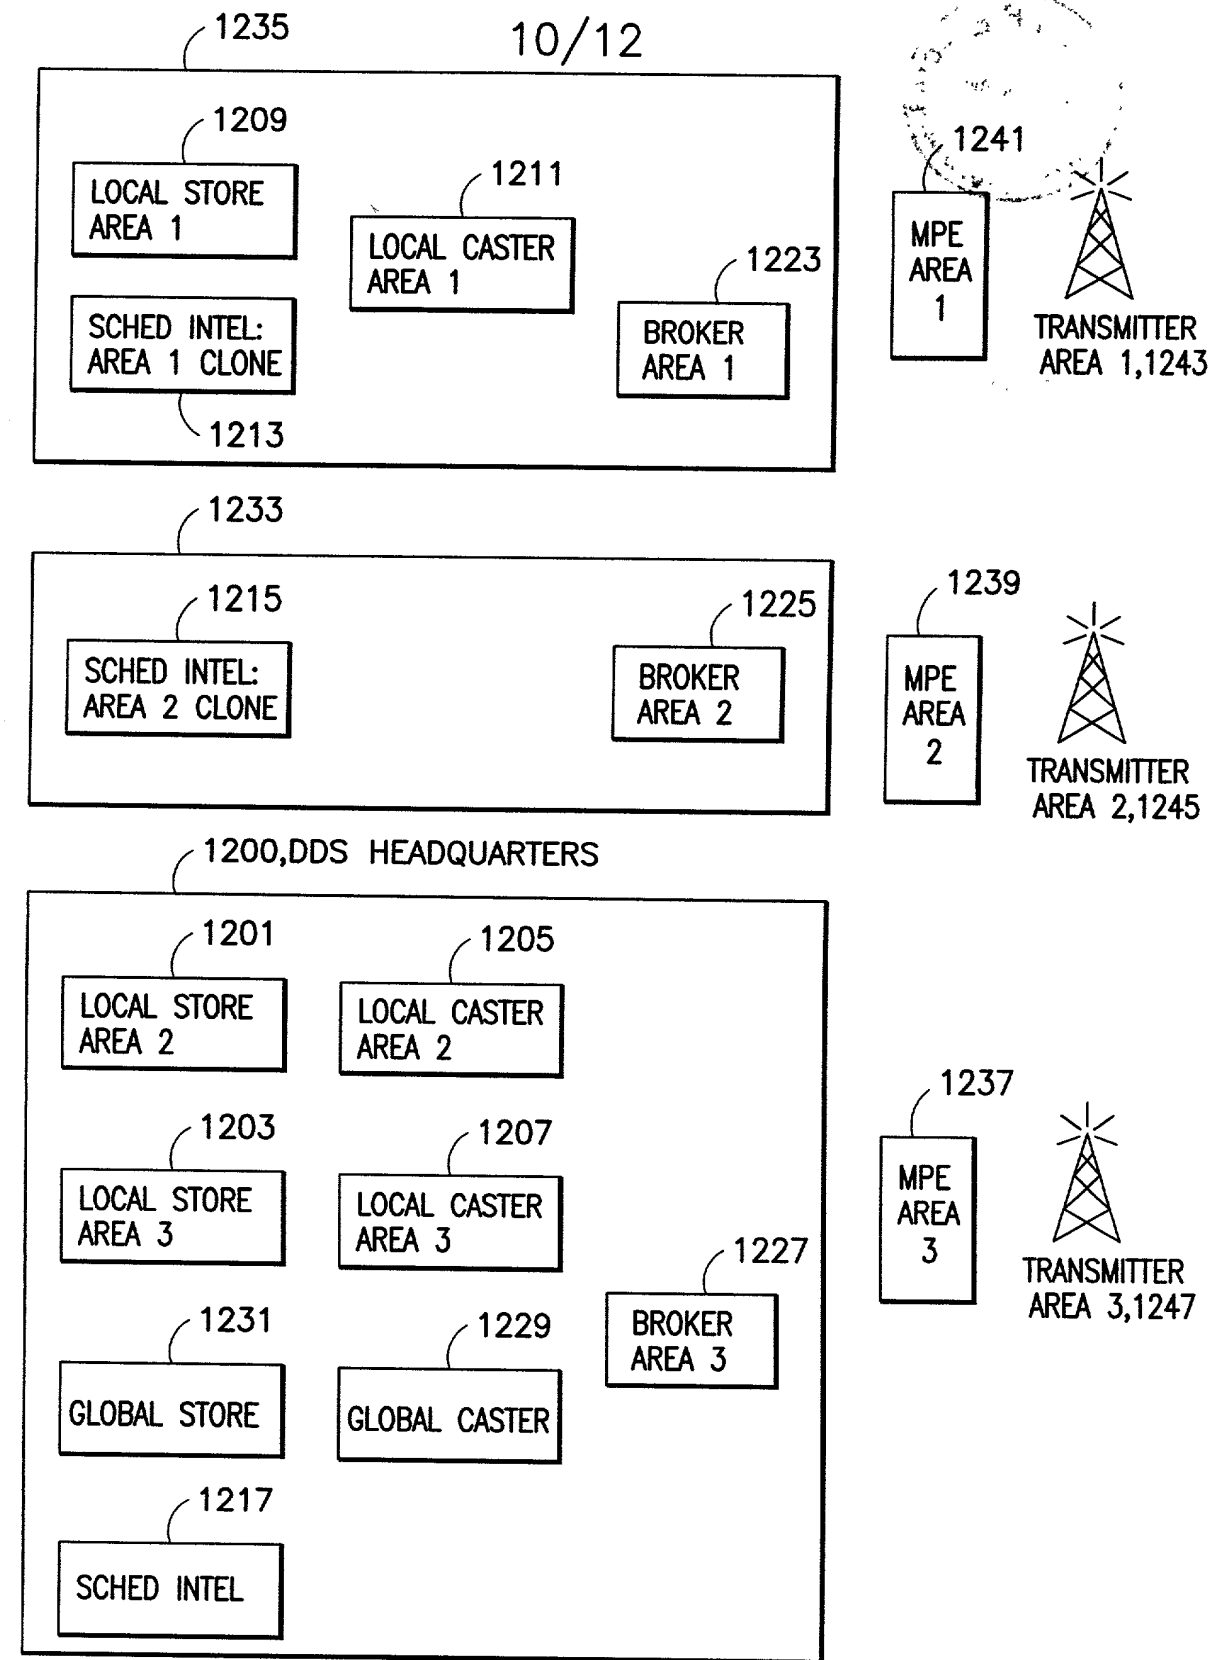 10/12
1235
1209
LOCAL STORE
AREA 1
1211
LOCAL CASTER
AREA 1
SCHED INTEL:
AREA 1 CLONE
1213
1223
BROKER
AREA 1
1241
MPE
AREA
1
TRANSMITTER
AREA 1,1243
1233
1215
SCHED INTEL:
AREA 2 CLONE
1225
BROKER
AREA 2
1239
MPE
AREA
2
TRANSMITTER
AREA 2,1245
1200,DDS HEADQUARTERS
1201
LOCAL STORE
AREA 2
1205
LOCAL CASTER
AREA 2
1203
LOCAL STORE
AREA 3
1207
LOCAL CASTER
AREA 3
1227
BROKER
AREA 3
1237
MPE
AREA
3
TRANSMITTER
AREA 3,1247
1231
GLOBAL STORE
1229
GLOBAL CASTER
1217
SCHED INTEL